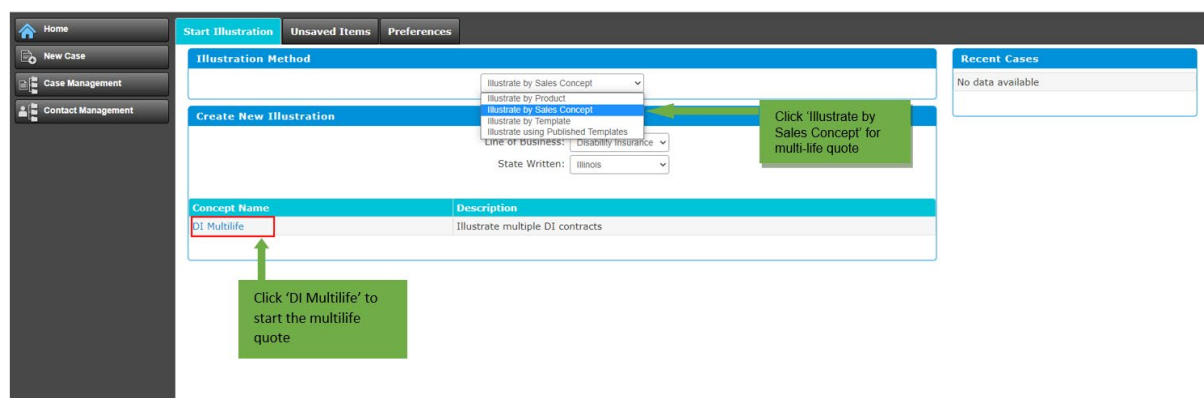 Home
New Case
Case Management
Contact Management
Start Illustration
Unsaved Items
Preferences
Illustration Method
Illustrate by Sales Concept
Illustrate by Product
Illustrate by Sales Concept
Illustrate by Template
Illustrate using Published Templates
Create New Illustration
Line of Business: Disability Insurance
State Written: Illinois
Concept Name Description
DI Multilife Illustrate multiple DI contracts
Click ‘Illustrate by
Sales Concept’ for
multi-life quote
Click ‘DI Multilife’ to
start the multilife
quote
Recent Cases
No data available